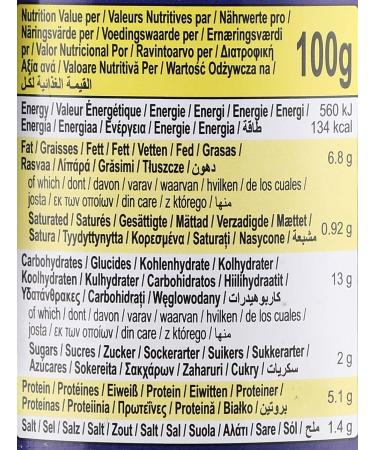 Nutrition Value per / Valeurs Nutritives par / Nährwerte pro /
Näringsvärde per / Voedingswaarde per / Ernæringsværdi
pr / Valor Nutricional Por / Ravintoarvo per / Διατροφική
Αξία ανά / Valoare Nutritivă Per / Wartość Odżywcza na /
القيمة الغذائية لكل
100g
Energy / Valeur Énergétique / Energie / Energi / Energie / Energi /
Energía / Energiaa / Ενέργεια / Energie / Energia / طاقة
560 kJ
134 kcal
Fat / Graisses / Fett / Fett / Vetten / Fed / Grasas /
Rasvaa / Λίπαρά / Grăsimi / Tłuszcze / دهون
6.8 g
of which / dont / davon / varav / waarvan / hvilken / de los cuales /
josta / εκ των οποίων / din care / z którego / منها
Saturated / Saturés / Gesättigte / Mättad / Verzadigde / Mættet /
Satura / Tyydyttynytta / Κορεσμένα / Saturați / Nasycone / مشبعة
0.92 g
Carbohydrates / Glucides / Kohlenhydrate / Kolhydrater /
Koolhydraten / Kulhydrater / Carbohidratos / Hiilihydraatit /
Υδατάνθρακες / Carbohidrați / Węglowodany / كاربوهيدرات
13 g
of which / dont / davon / varav / waarvan / hvilken / de los cuales /
josta / εκ των οποίων / din care / z którego / منها
Sugars / Sucres / Zucker / Sockerarter / Suikers / Sukkerarter /
Azucares / Sokereita / Σακχάρων / Zaharuri / Cukry / سكريات
2 g
Protein / Protéines / Eiweiß / Protein / Eiwitten / Proteiner /
Proteínas / Proteiinia / Πρωτεΐνες / Proteină / Białko / بروتين
5.1 g
Salt / Sel / Salz / Salt / Zout / Salt / Sal / Suola / Αλάτι / Sare / Sól / ملح
1.4 g